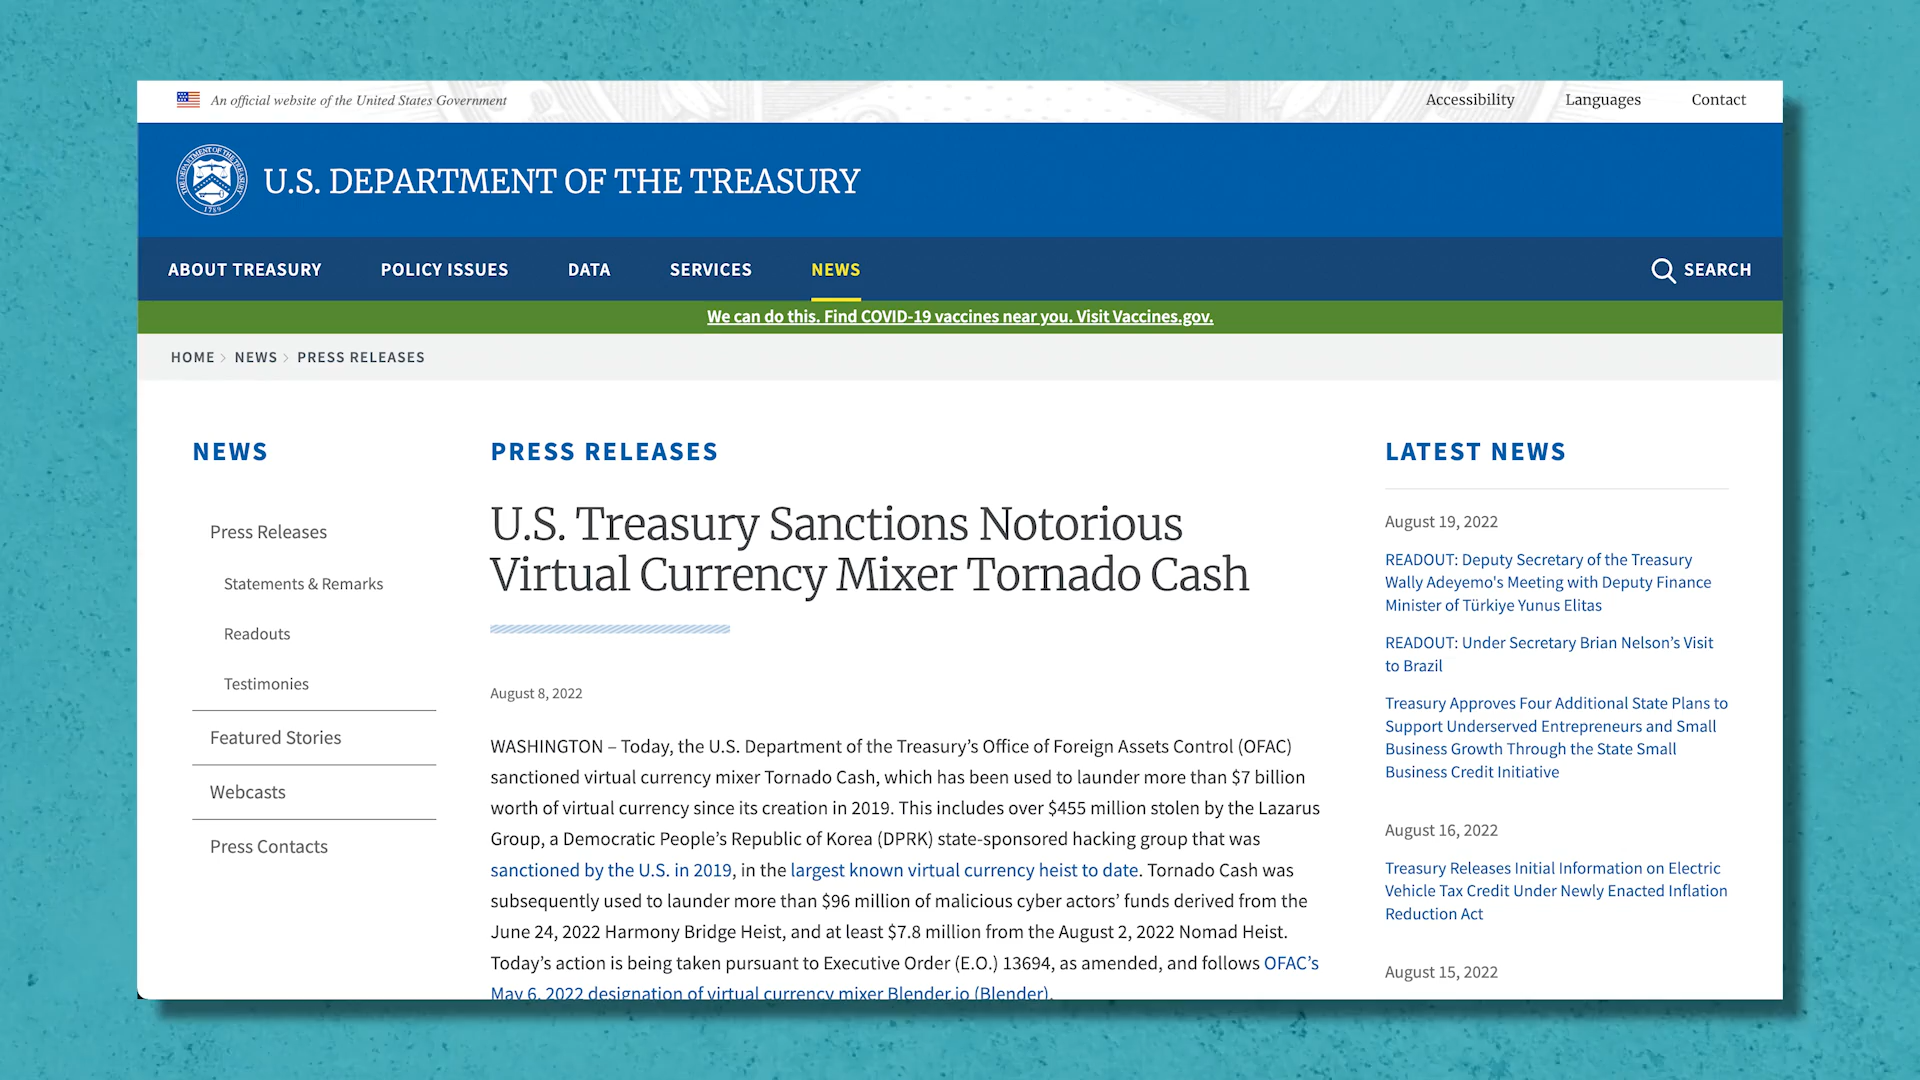 An official website of the United States Government
Accessibility
Languages
Contact
THE DEPARTMENT OF THE TREASURY
1789
U.S. DEPARTMENT OF THE TREASURY
ABOUT TREASURY
POLICY ISSUES
DATA
SERVICES
NEWS
SEARCH
We can do this. Find COVID-19 vaccines near you. Visit Vaccines.gov.
HOME > NEWS > PRESS RELEASES
NEWS
Press Releases
Statements & Remarks
Readouts
Testimonies
Featured Stories
Webcasts
Press Contacts
PRESS RELEASES
U.S. Treasury Sanctions Notorious
Virtual Currency Mixer Tornado Cash
August 8, 2022
WASHINGTON – Today, the U.S. Department of the Treasury’s Office of Foreign Assets Control (OFAC)
sanctioned virtual currency mixer Tornado Cash, which has been used to launder more than $7 billion
worth of virtual currency since its creation in 2019. This includes over $455 million stolen by the Lazarus
Group, a Democratic People’s Republic of Korea (DPRK) state-sponsored hacking group that was
sanctioned by the U.S. in 2019, in the largest known virtual currency heist to date. Tornado Cash was
subsequently used to launder more than $96 million of malicious cyber actors’ funds derived from the
June 24, 2022 Harmony Bridge Heist, and at least $7.8 million from the August 2, 2022 Nomad Heist.
Today’s action is being taken pursuant to Executive Order (E.O.) 13694, as amended, and follows OFAC’s
May 6, 2022 designation of virtual currency mixer Blender.io (Blender).
LATEST NEWS
August 19, 2022
READOUT: Deputy Secretary of the Treasury
Wally Adeyemo's Meeting with Deputy Finance
Minister of Türkiye Yunus Elitas
READOUT: Under Secretary Brian Nelson’s Visit
to Brazil
Treasury Approves Four Additional State Plans to
Support Underserved Entrepreneurs and Small
Business Growth Through the State Small
Business Credit Initiative
August 16, 2022
Treasury Releases Initial Information on Electric
Vehicle Tax Credit Under Newly Enacted Inflation
Reduction Act
August 15, 2022